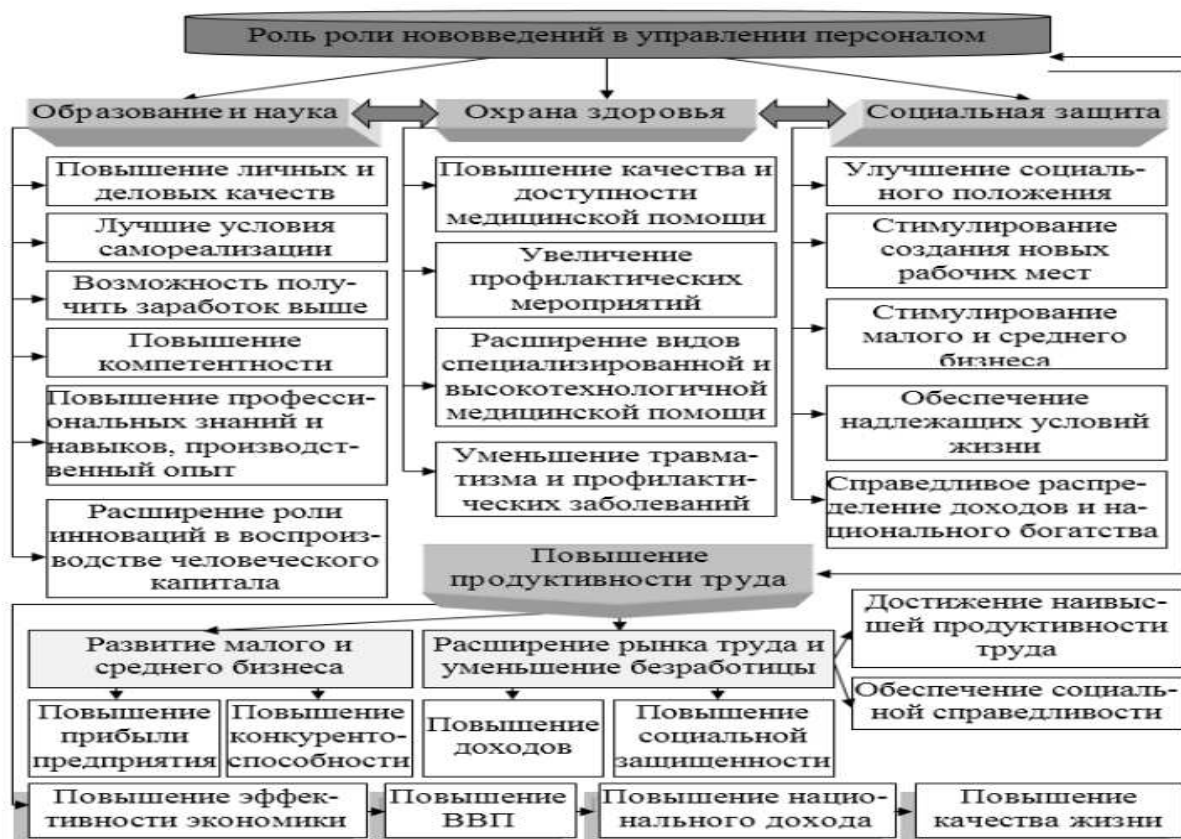 Роль роли нововведений в управлении персоналом
Образование и наука
Охрана здоровья
Социальная защита
Повышение личных и
деловых качеств
Лучшие условия
самореализации
Возможность полу-
чить заработок выше
Повышение
компетентности
Повышение професси-
ональных знаний и
навыков, производст-
венный опыт
Расширение роли
инноваций в воспроиз-
водстве человеческого
капитала
Повышение качества и
доступности
медицинской помощи
Увеличение
профилактических
мероприятий
Расширение видов
специализированной и
высокотехнологичной
медицинской помощи
Уменьшение травма-
тизма и профилакти-
ческих заболеваний
Улучшение социаль-
ного положения
Стимулирование
создания новых
рабочих мест
Стимулирование
малого и среднего
бизнеса
Обеспечение
надлежащих условий
жизни
Справедливое распре-
деление доходов и на-
ционального богатства
Повышение
продуктивности труда
Развитие малого и
среднего бизнеса
Расширение рынка труда и
уменьшение безработицы
Достижение наивыс-
шей продуктивности
труда
Обеспечение социаль-
ной справедливости
Повышение
прибыли
предприятия
Повышение
конкуренто-
способности
Повышение
доходов
Повышение
социальной
защищенности
Повышение эффек-
тивности экономики
Повышение
ВВП
Повышение нацио-
нального дохода
Повышение
качества жизни